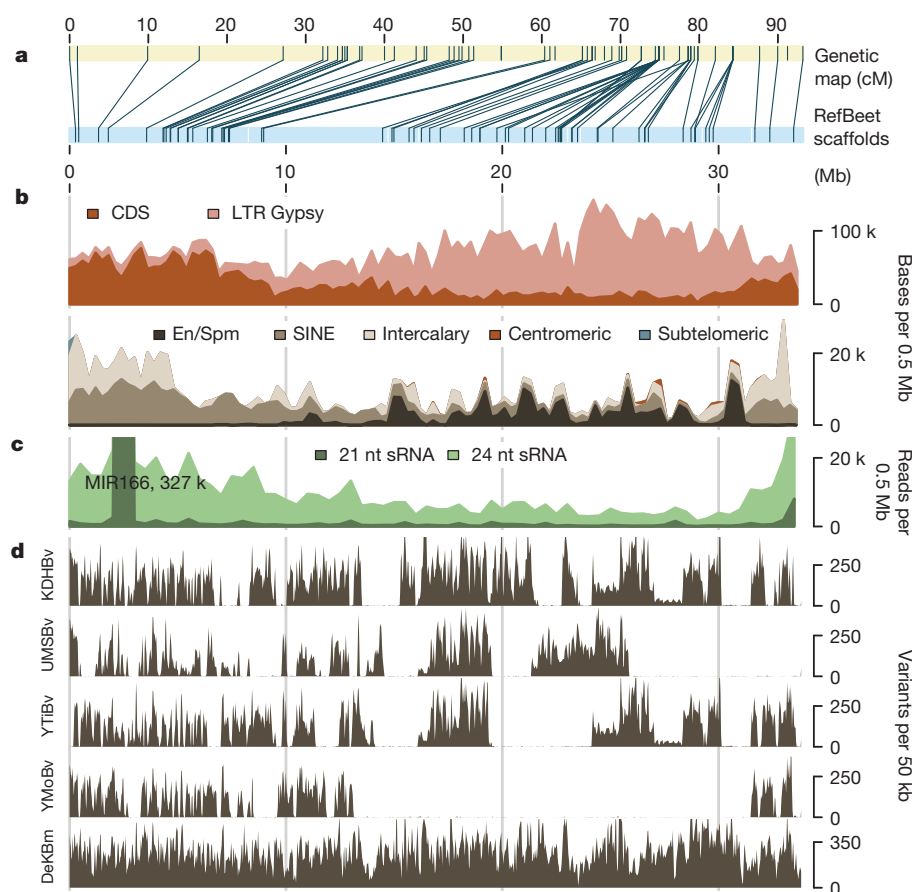 0 10 20 30 40 50 60 70 80 90
a
Genetic
map (cM)
RefBeet
scaffolds
0 10 20 30 (Mb)
b
CDS LTR Gypsy
100 k
0
Bases per 0.5 Mb
En/Spm SINE Intercalary Centromeric Subtelomeric
20 k
0
c
21 nt sRNA 24 nt sRNA
MIR166, 327 k
20 k
0
Reads per
0.5 Mb
d
KDHBv
250
0
UMSBv
250
0
YTiBv
250
0
YMoBv
250
0
DeKBm
350
0
Variants per 50 kb